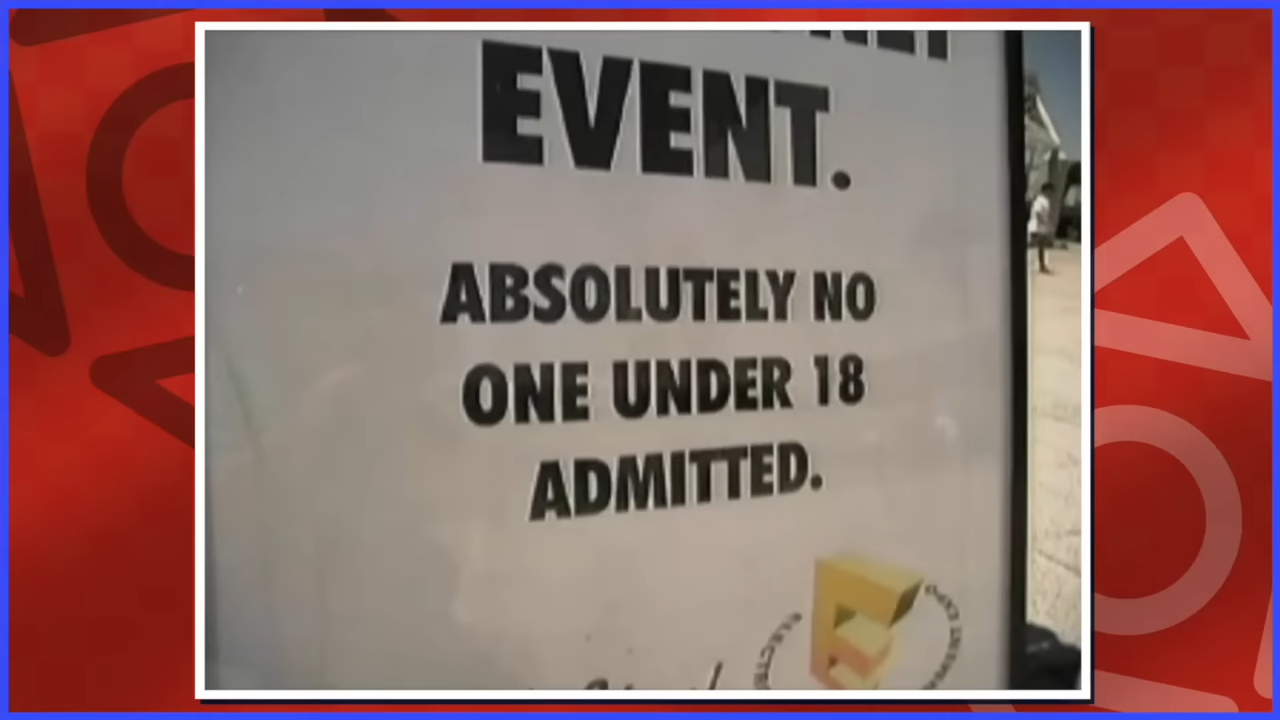 EVENT.
ABSOLUTELY NO
ONE UNDER 18
ADMITTED.
E